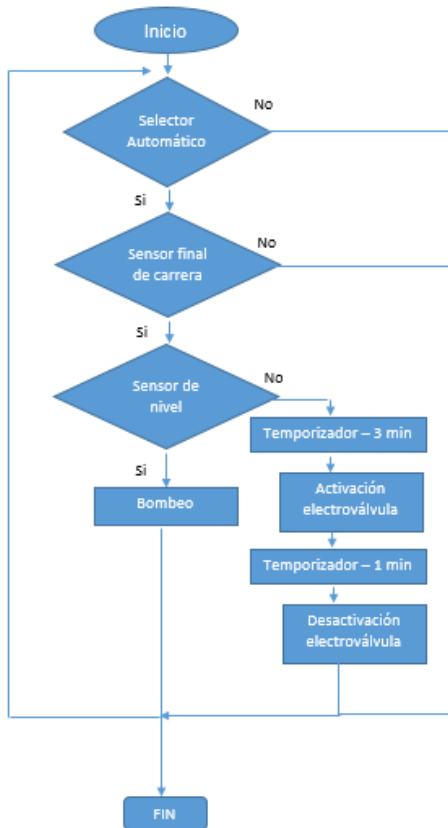 Inicio
No
Selector
Automático
Si
No
Sensor final
de carrera
Si
No
Sensor de
nivel
Temporizador – 3 min
Si
Activación
electroválvula
Bombeo
Temporizador – 1 min
Desactivación
electroválvula
FIN